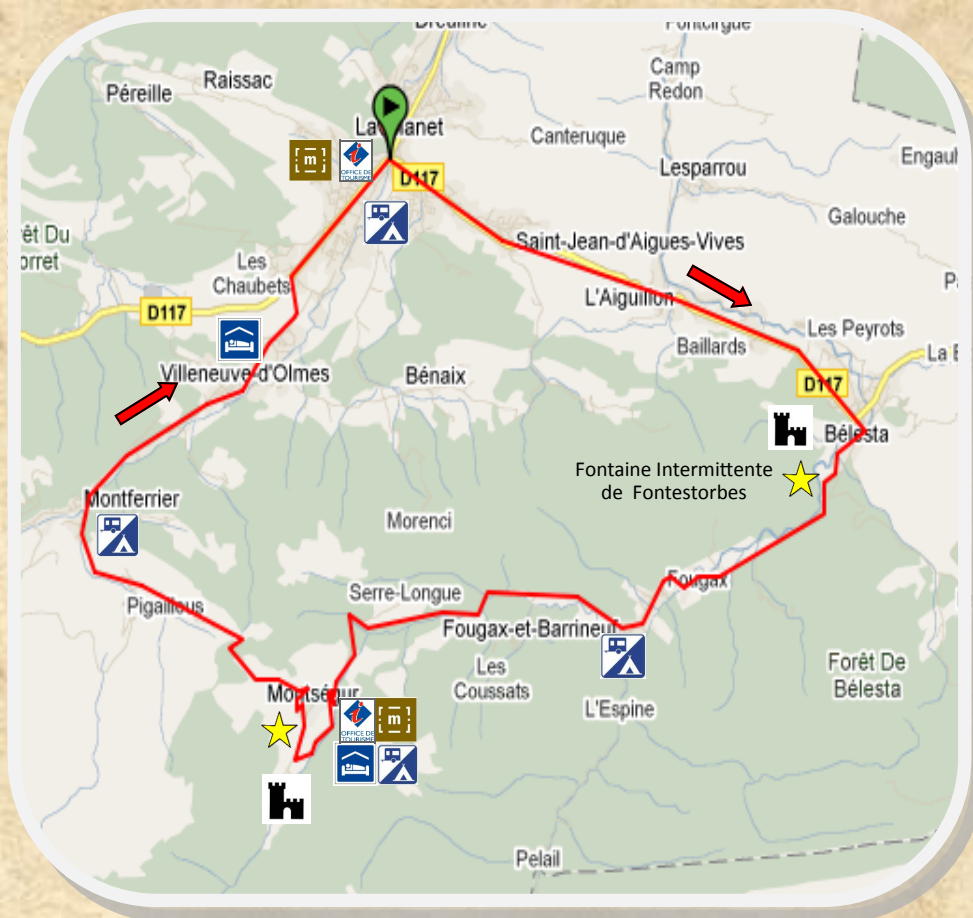 Camp
Redon
Raissac
Péreille
Canteruque
Lesparrou
[m]
OFFICE DE
TOURISME
D117
Galouche
Saint-Jean-d'Aigues-Vives
Les
Chaubets
L'Aiguillon
D117
Les Peyrots
Baillards
Villeneuve-d'Olmes
Bénaix
D117
Bélesta
Fontaine Intermittente
de Fontestorbes
Montferrier
Morenci
Fougax
Serre-Longue
Pigaillous
Fougax-et-Barrineuf
Les
Coussats
Forêt De
Bélesta
Montségur
L'Espine
OFFICE DE
TOURISME
[m]
Pelail